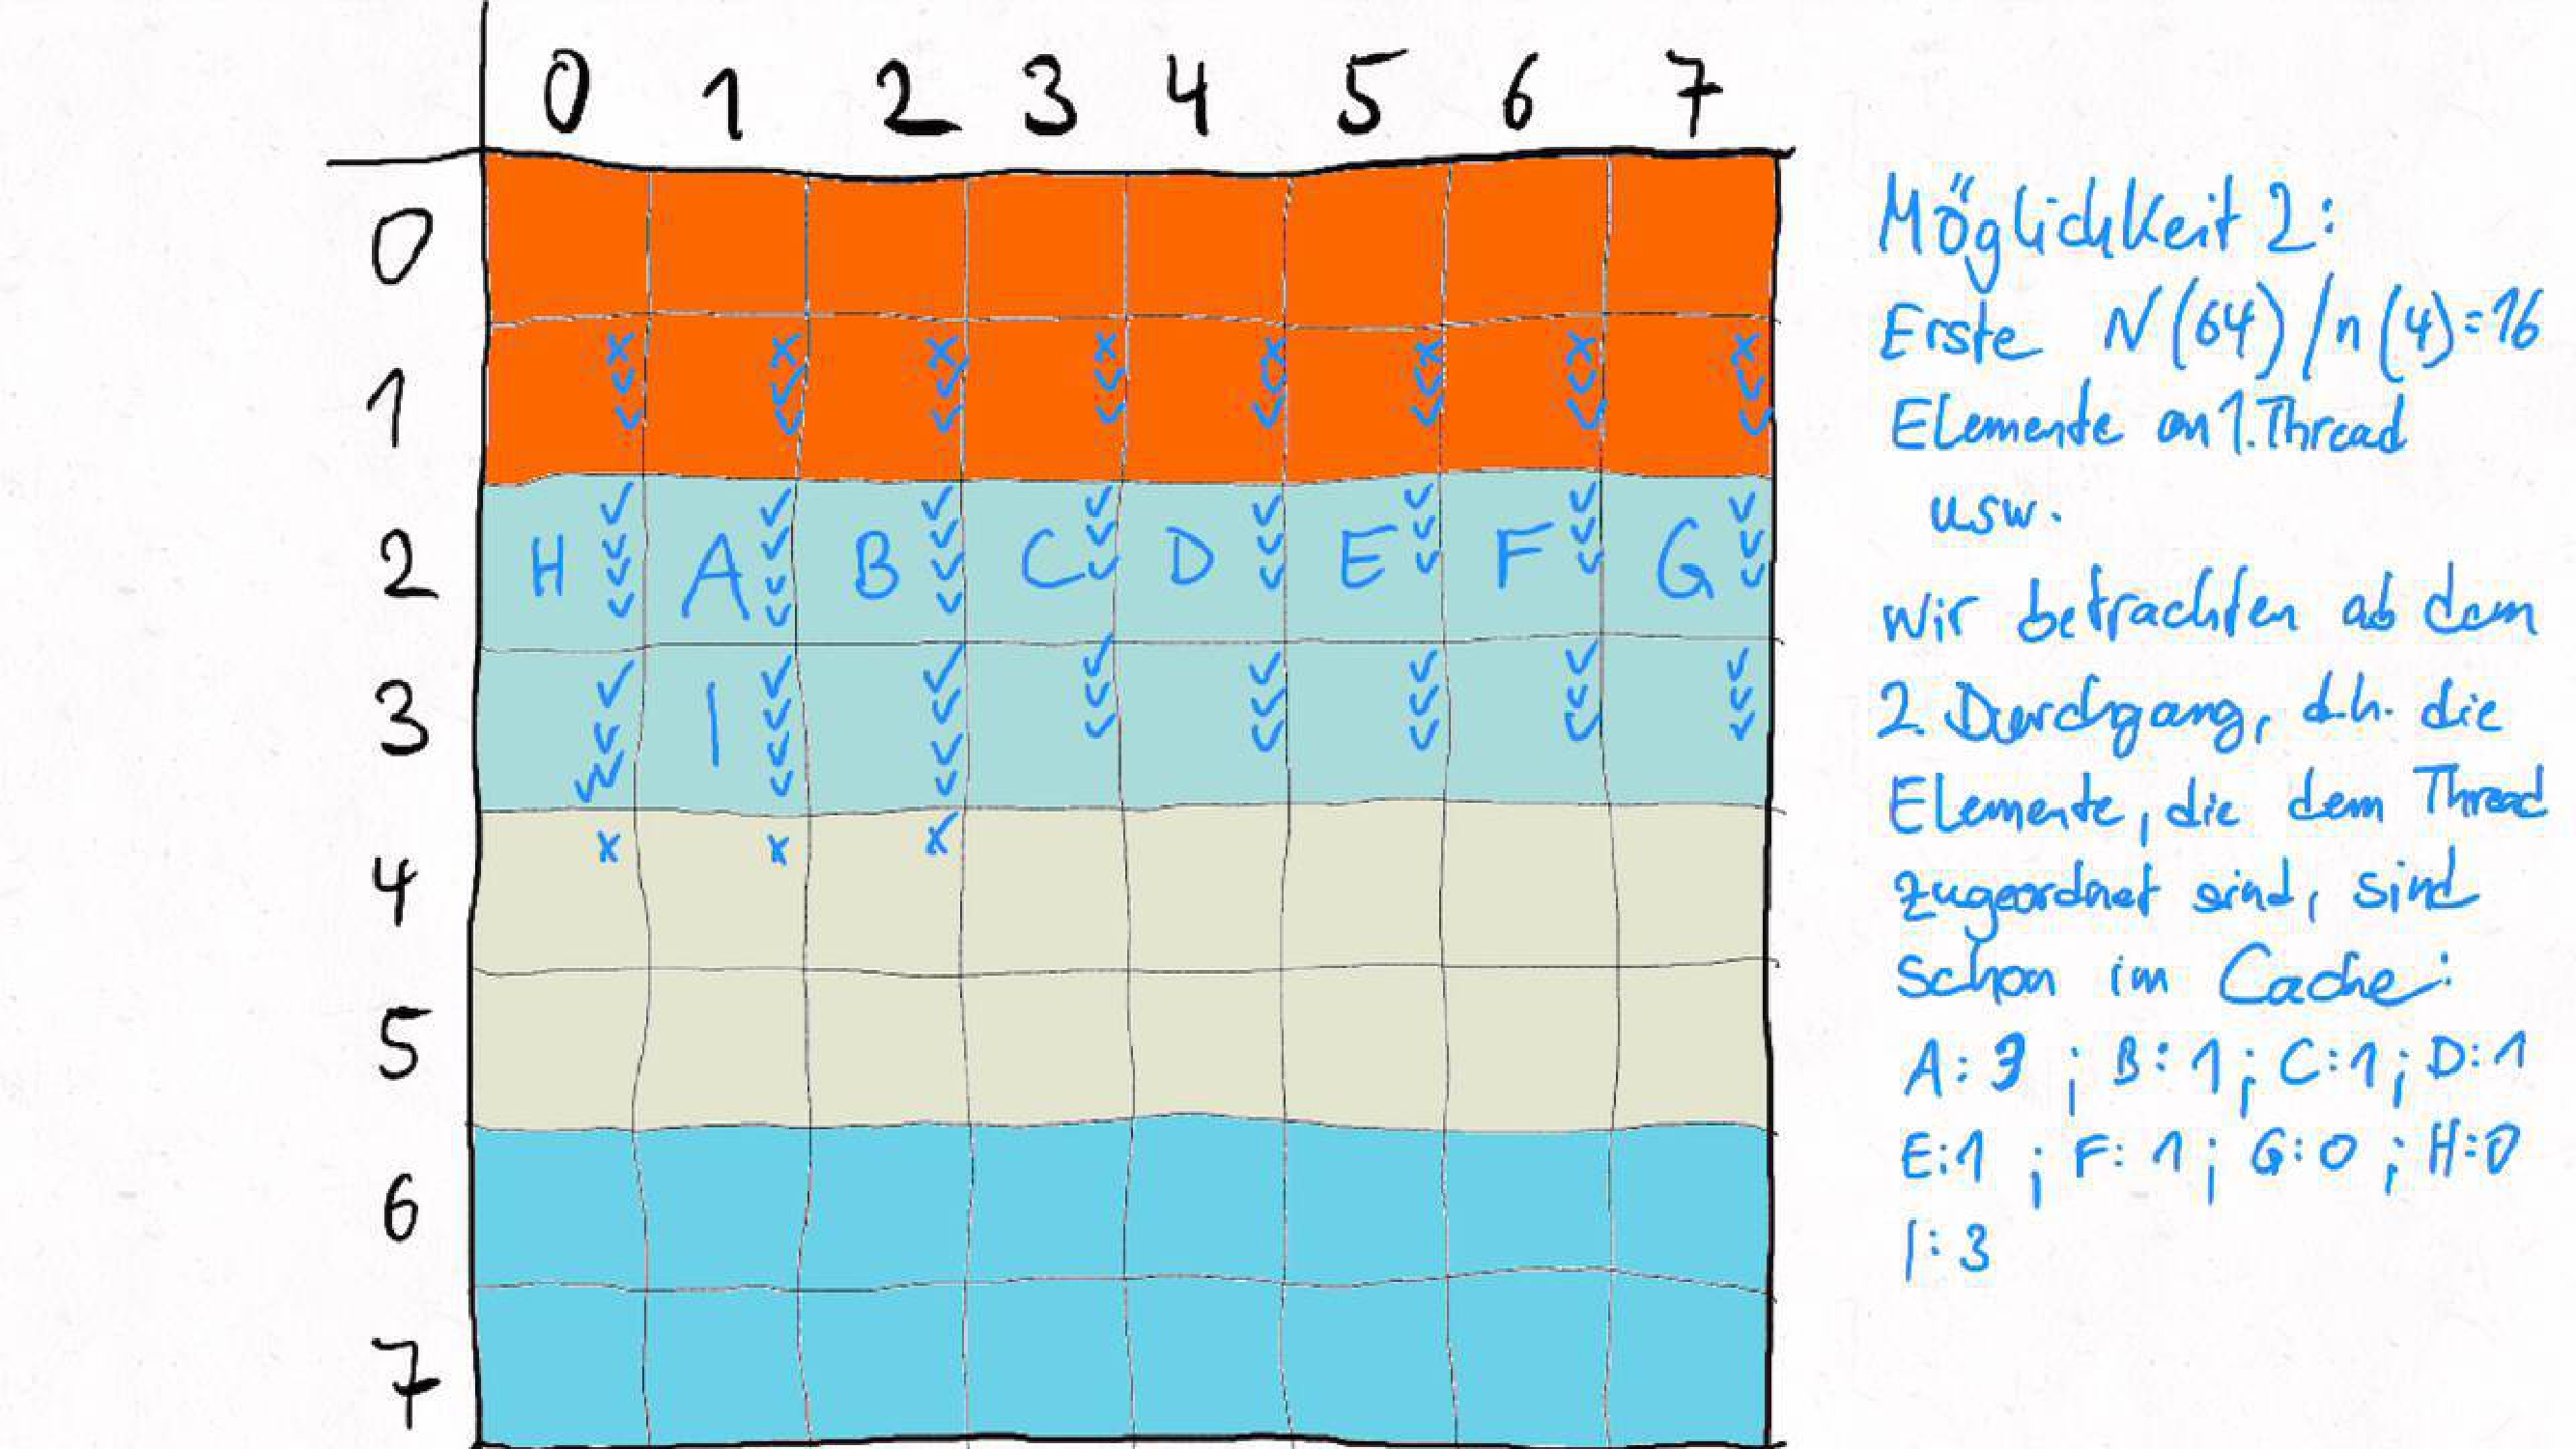 0 1 2 3 4 5 6 7
0
1 x x x x x x x x
✓ ✓ ✓ ✓ ✓ ✓ ✓ ✓
✓ ✓ ✓ ✓ ✓ ✓ ✓ ✓
2 H A B C D E F G
3 I
4 x x x
5
6
7
Möglichkeit 2:
Erste N(64)/n(4)=16
Elemente an 1. Thread
usw.
Wir betrachten ab dem
2. Durchgang, d.h. die
Elemente, die dem Thread
zugeordnet sind, sind
schon im Cache:
A:3 ; B:1 ; C:1 ; D:1
E:1 ; F:1 ; G:0 ; H:0
I:3